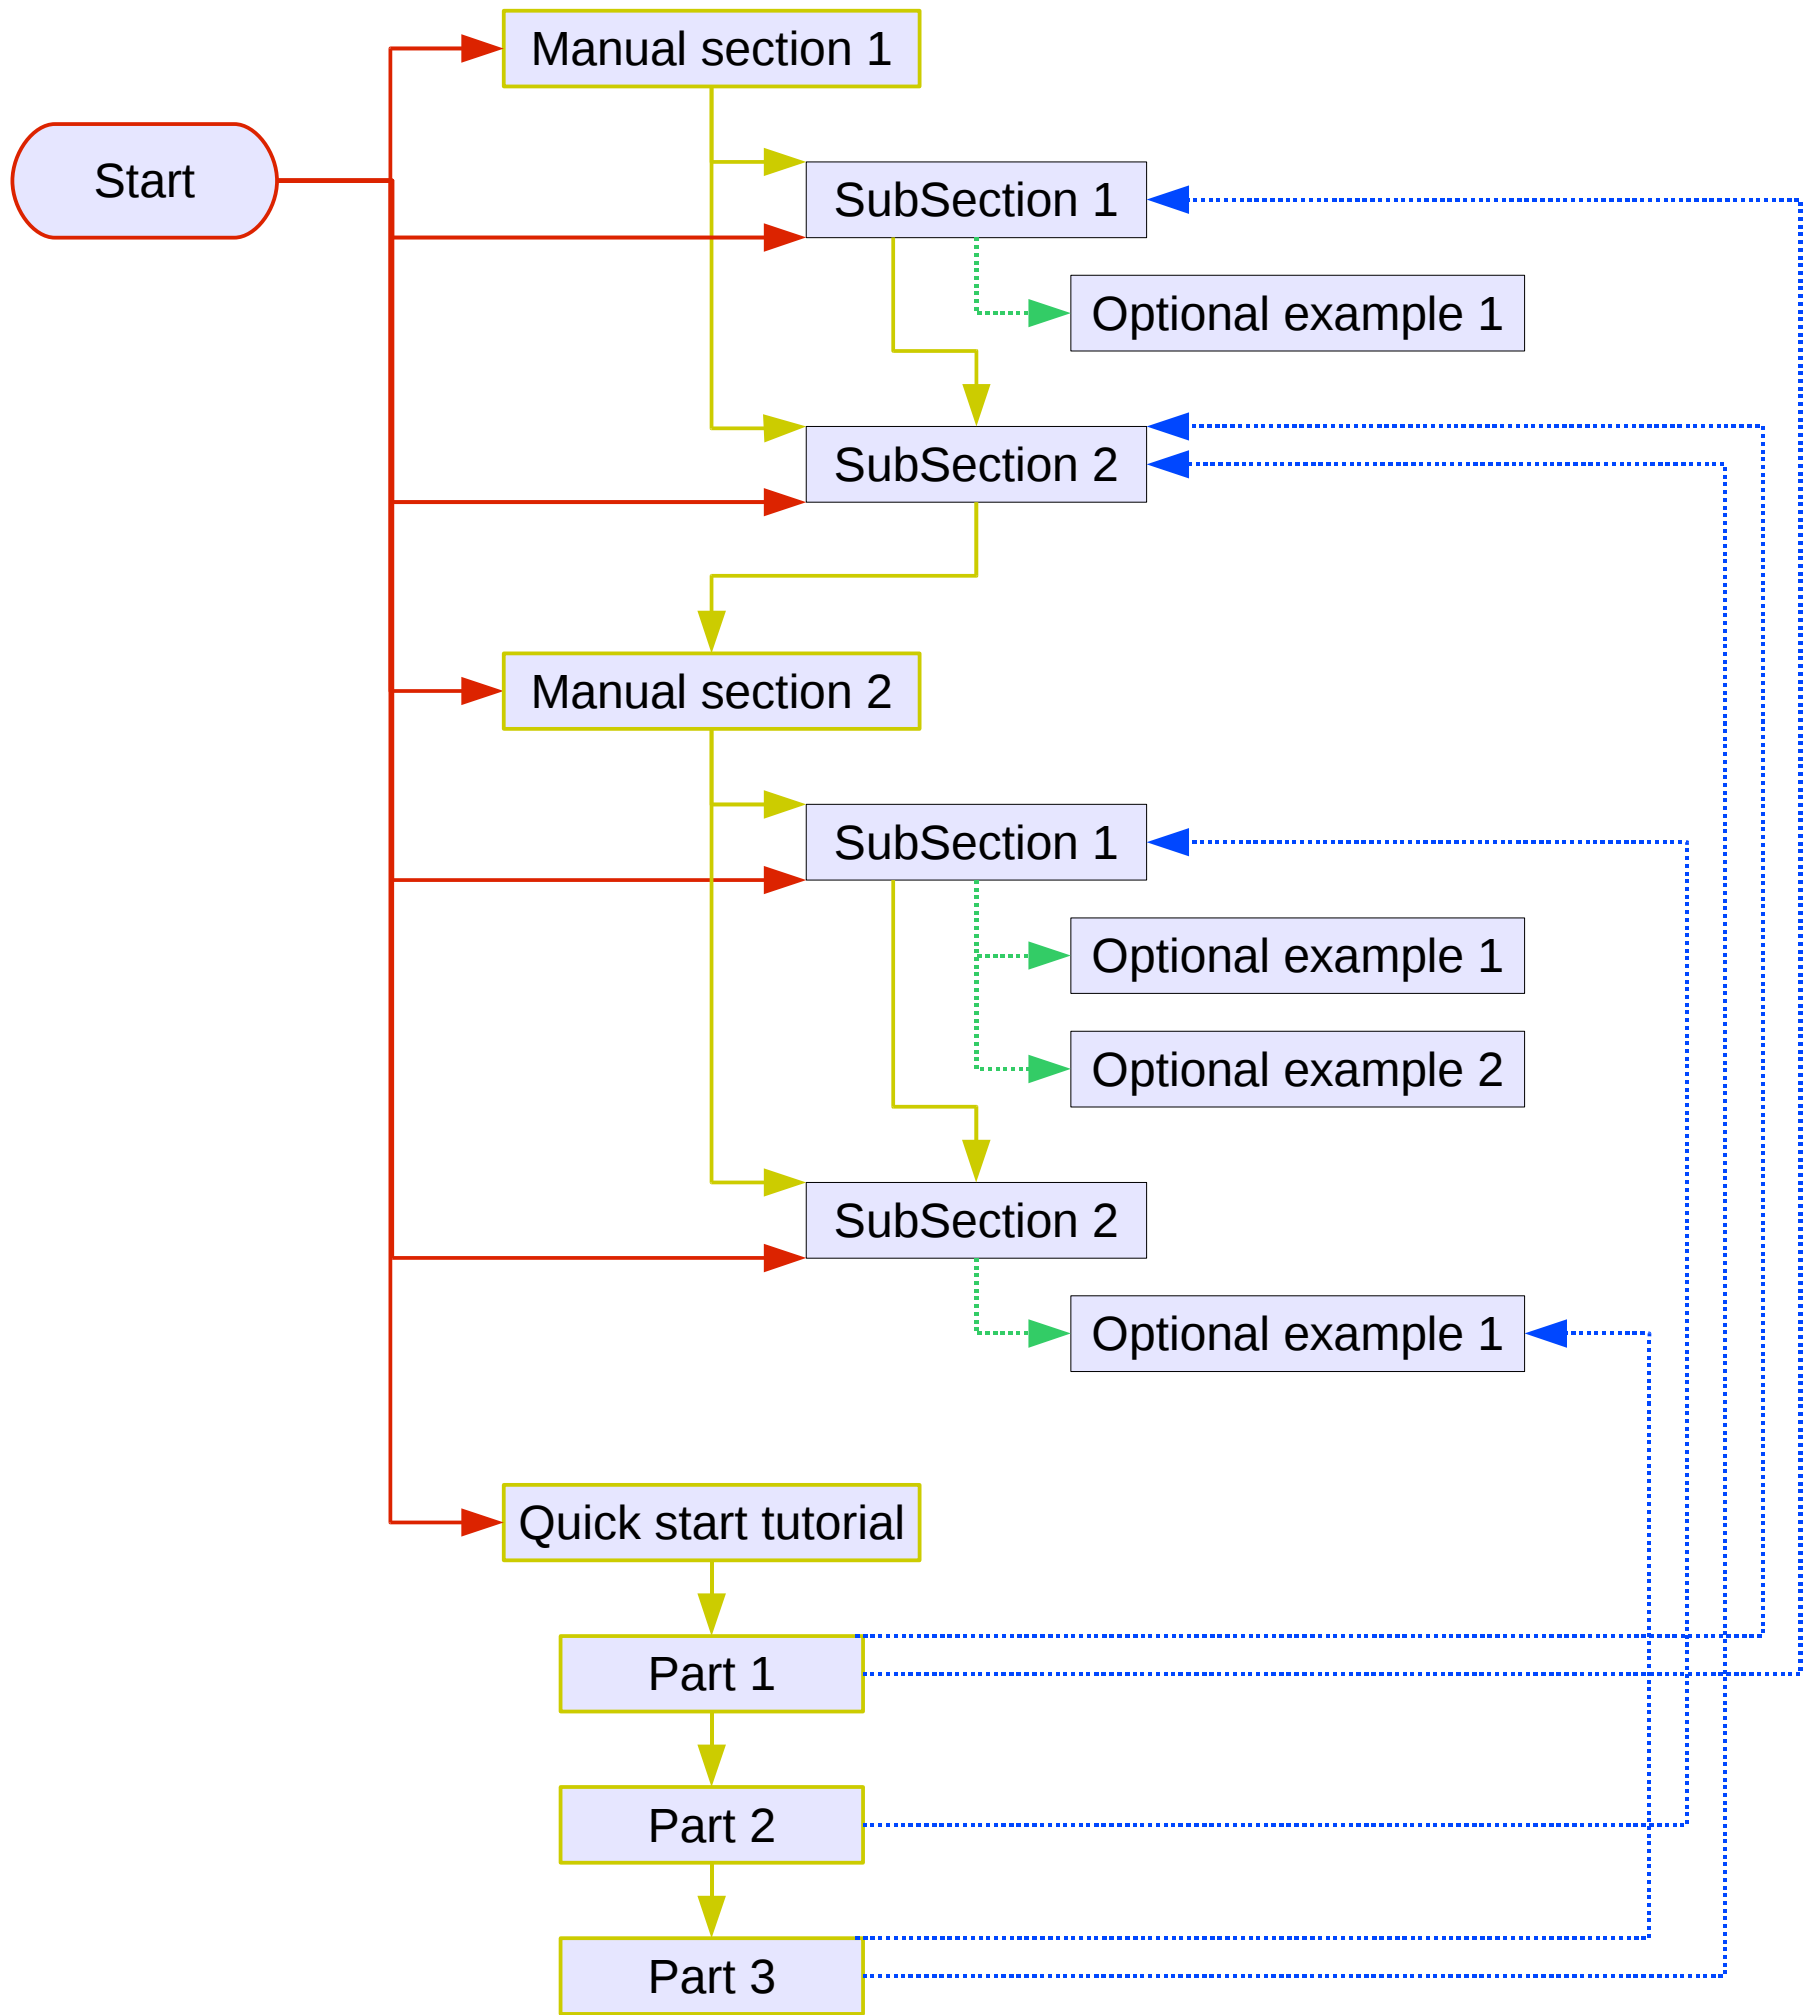 Manual section 1
Start
SubSection 1
Optional example 1
SubSection 2
Manual section 2
SubSection 1
Optional example 1
Optional example 2
SubSection 2
Optional example 1
Quick start tutorial
Part 1
Part 2
Part 3